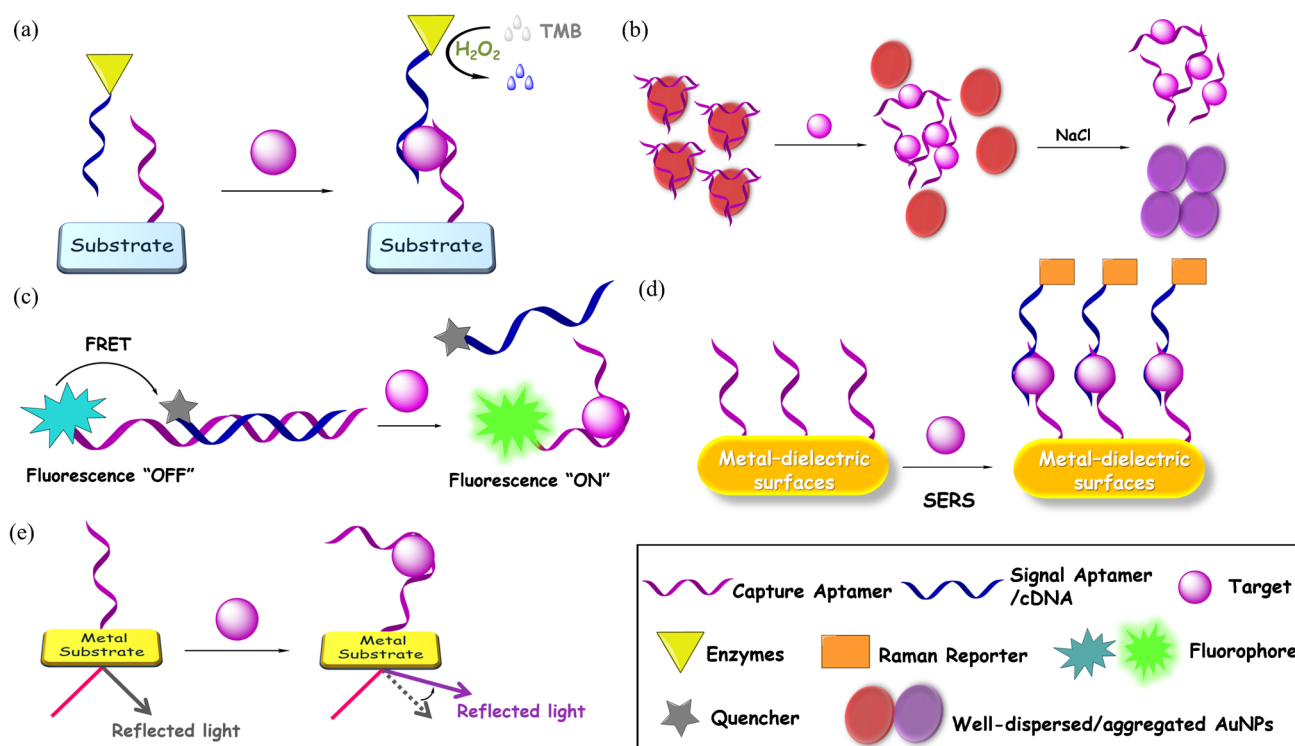 (a)
H₂O₂
TMB
Substrate
Substrate
(b)
NaCl
(c)
FRET
Fluorescence “OFF”
Fluorescence “ON”
(d)
Metal-dielectric
surfaces
SERS
Metal-dielectric
surfaces
(e)
Metal
Substrate
Reflected light
Metal
Substrate
Reflected light
Capture Aptamer
Signal Aptamer
/cDNA
Target
Enzymes
Raman Reporter
Fluorophore
Quencher
Well-dispersed/aggregated AuNPs